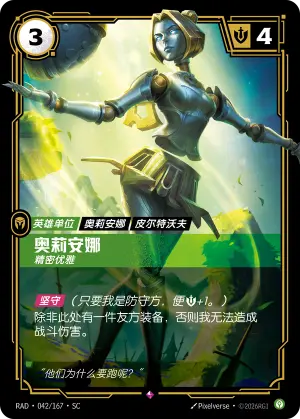 3
4
英雄单位 奥莉安娜 皮尔特沃夫
奥莉安娜
精密优雅
坚守（只要我是防守方，使+1。）
除非此处有一件友方装备，否则我无法造成
战斗伤害。
“他们为什么要跑呢？”
RAD · 042/167 · SC
Pixelverse · ©2026RGI